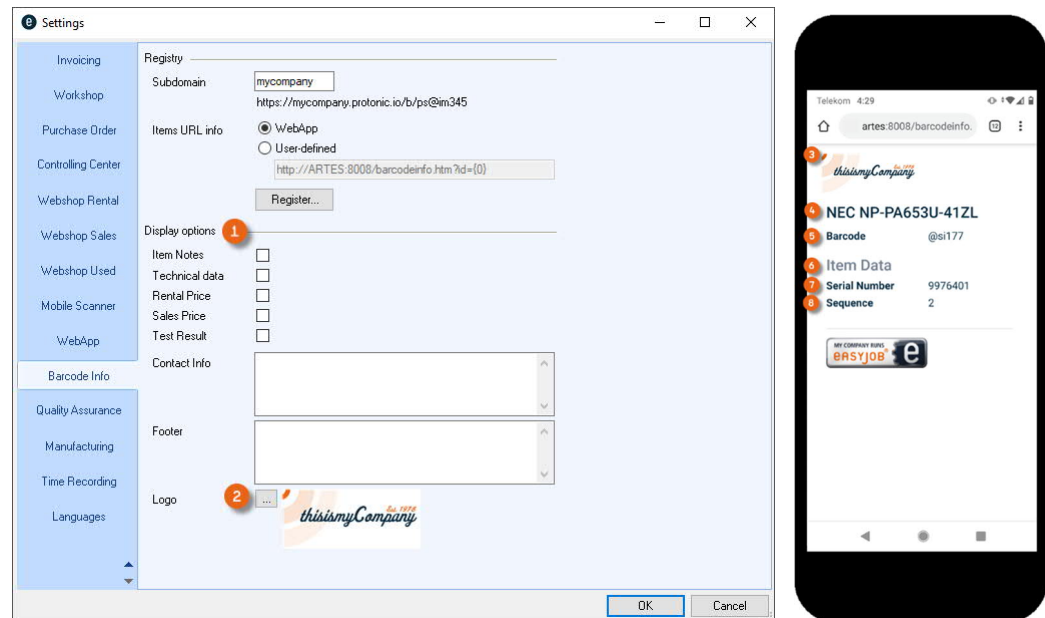 Settings
Invoicing
Workshop
Purchase Order
Controlling Center
Webshop Rental
Webshop Sales
Webshop Used
Mobile Scanner
WebApp
Barcode Info
Quality Assurance
Manufacturing
Time Recording
Languages
Registry
Subdomain mycompany
https://mycompany.protonic.io/b/ps@im345
Items URL info WebApp
User-defined
http://ARTES:8008/barcodeinfo.htm?id={0}
Register...
Display options 1
Item Notes
Technical data
Rental Price
Sales Price
Test Result
Contact Info
Footer
Logo 2 ...
Est. 1978
thisismyCompany
OK Cancel
Telekom 4:29
artes:8008/barcodeinfo. 12
3
thisismyCompany
4 NEC NP-PA653U-41ZL
5 Barcode @si177
6 Item Data
7 Serial Number 9976401
8 Sequence 2
MY COMPANY RUNS
easyjob e